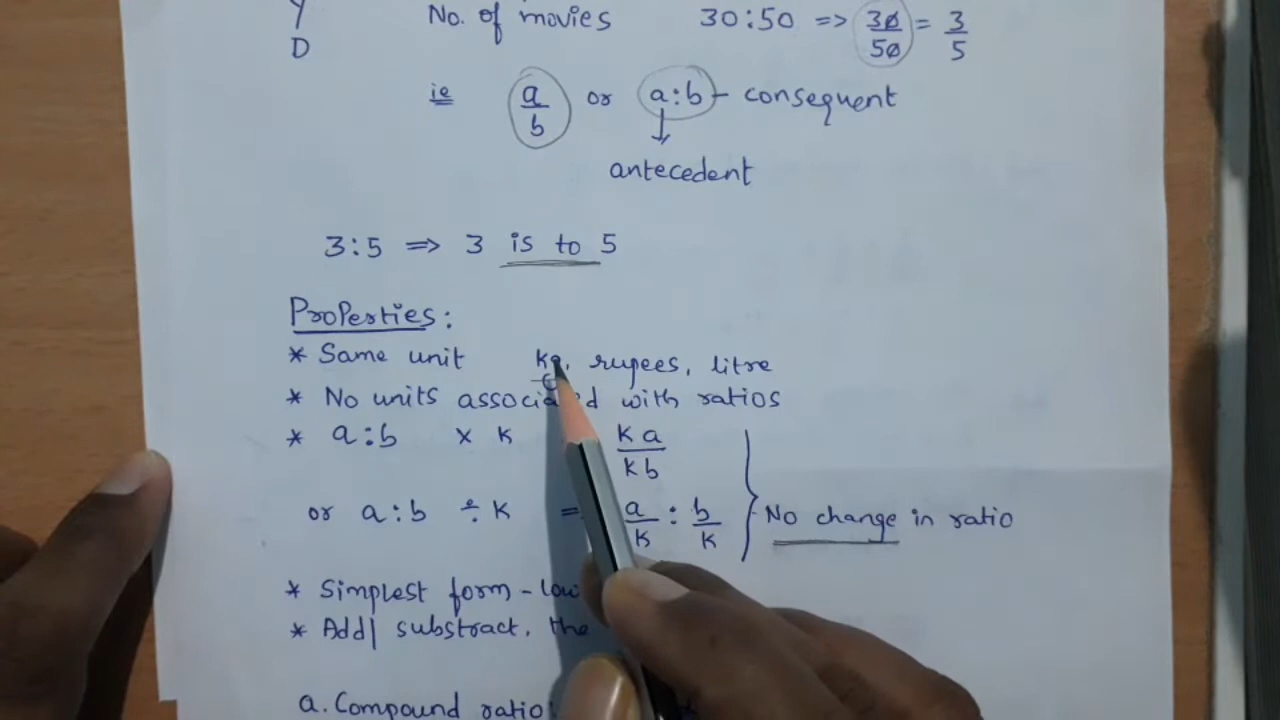 Y No. of movies 30:50 => 30/50 = 3/5
D
ie a/b or a:b - consequent
↓
antecedent
3:5 => 3 is to 5
Properties:
* Same unit kg, rupees, litre
* No units associated with ratios
* a:b × k ka/kb
or a:b ÷ k = a/k : b/k } No change in ratio
* Simplest form - low
* Add| substract, the
a. Compound ratio